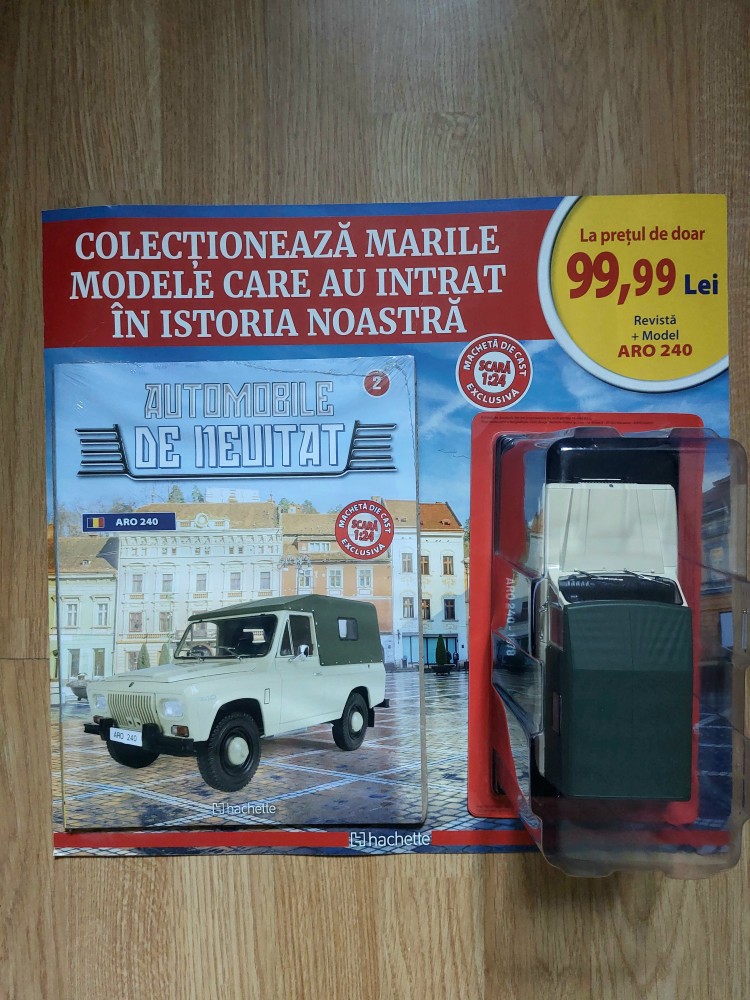 COLECȚIONEAZĂ MARILE
MODELE CARE AU INTRAT
ÎN ISTORIA NOASTRĂ
La prețul de doar
99,99 Lei
Revistă
+ Model
ARO 240
MACHETĂ DIE CAST
SCARĂ
1:24
EXCLUSIVĂ
2
AUTOMOBILE
DE NEUITAT
ARO 240
MACHETĂ DIE CAST
SCARĂ
1:24
EXCLUSIVĂ
ARO 240
hachette
hachette